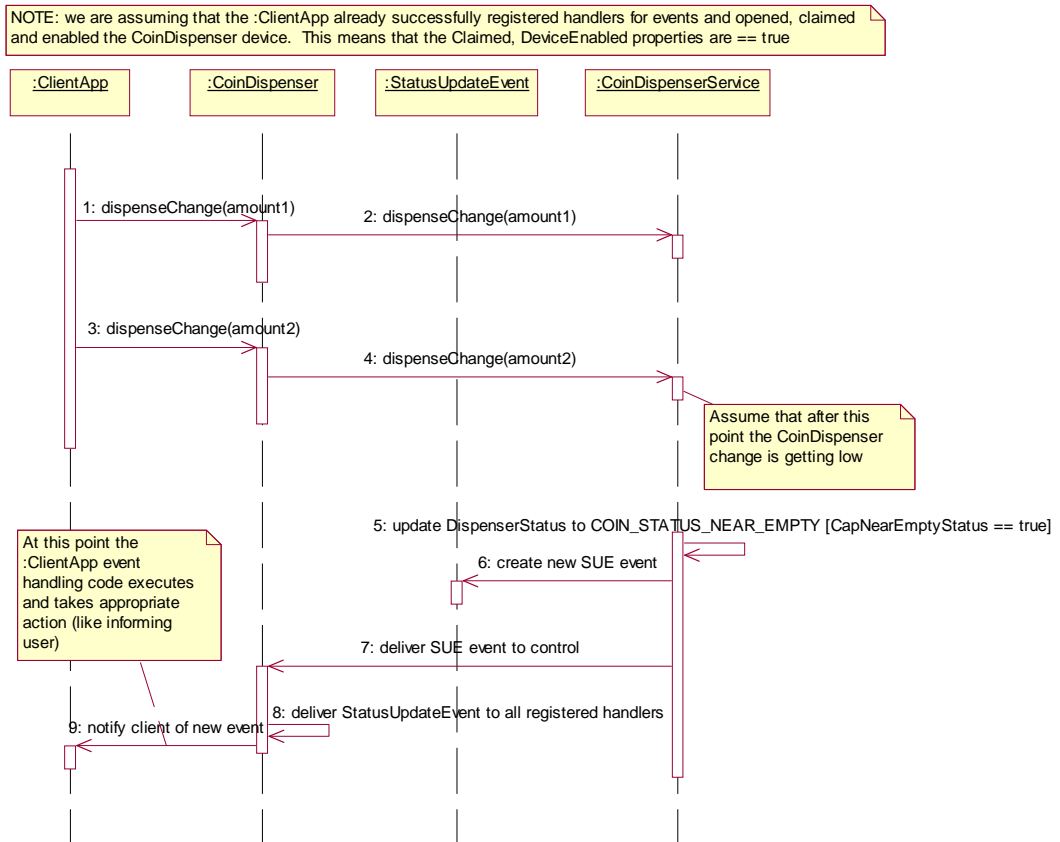 NOTE: we are assuming that the :ClientApp already successfully registered handlers for events and opened, claimed
and enabled the CoinDispenser device.  This means that the Claimed, DeviceEnabled properties are == true
:ClientApp
:CoinDispenser
:StatusUpdateEvent
:CoinDispenserService
1: dispenseChange(amount1)
2: dispenseChange(amount1)
3: dispenseChange(amount2)
4: dispenseChange(amount2)
Assume that after this
point the CoinDispenser
change is getting low
5: update DispenserStatus to COIN_STATUS_NEAR_EMPTY [CapNearEmptyStatus == true]
At this point the
:ClientApp event
handling code executes
and takes appropriate
action (like informing
user)
6: create new SUE event
7: deliver SUE event to control
8: deliver StatusUpdateEvent to all registered handlers
9: notify client of new event